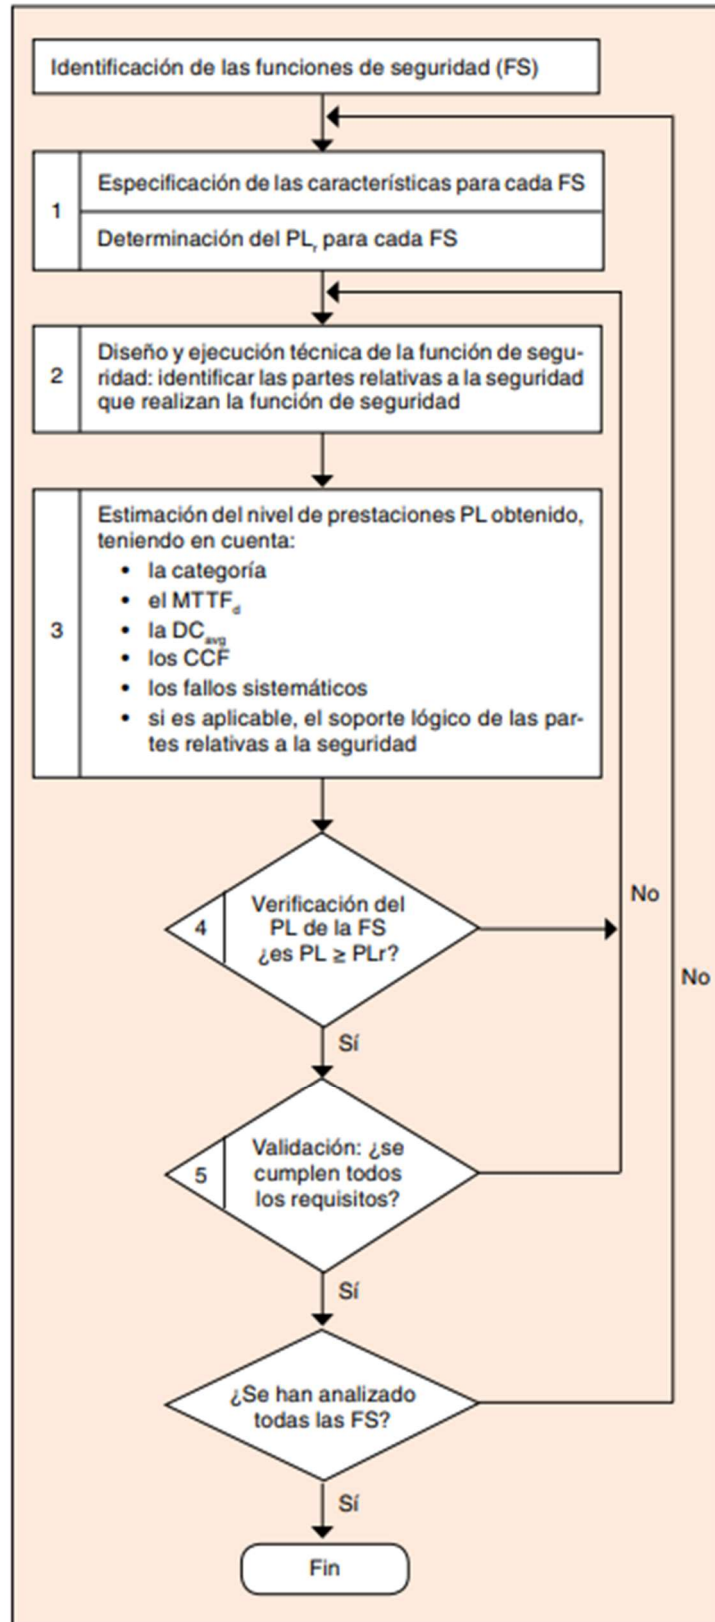 Identificación de las funciones de seguridad (FS)
1
Especificación de las características para cada FS
Determinación del PLr para cada FS
2
Diseño y ejecución técnica de la función de segu-
ridad: identificar las partes relativas a la seguridad
que realizan la función de seguridad
3
Estimación del nivel de prestaciones PL obtenido,
teniendo en cuenta:
• la categoría
• el MTTFd
• la DCavg
• los CCF
• los fallos sistemáticos
• si es aplicable, el soporte lógico de las par-
tes relativas a la seguridad
4
Verificación del
PL de la FS
¿es PL ≥ PLr?
No
No
Sí
5
Validación: ¿se
cumplen todos
los requisitos?
Sí
¿Se han analizado
todas las FS?
Sí
Fin